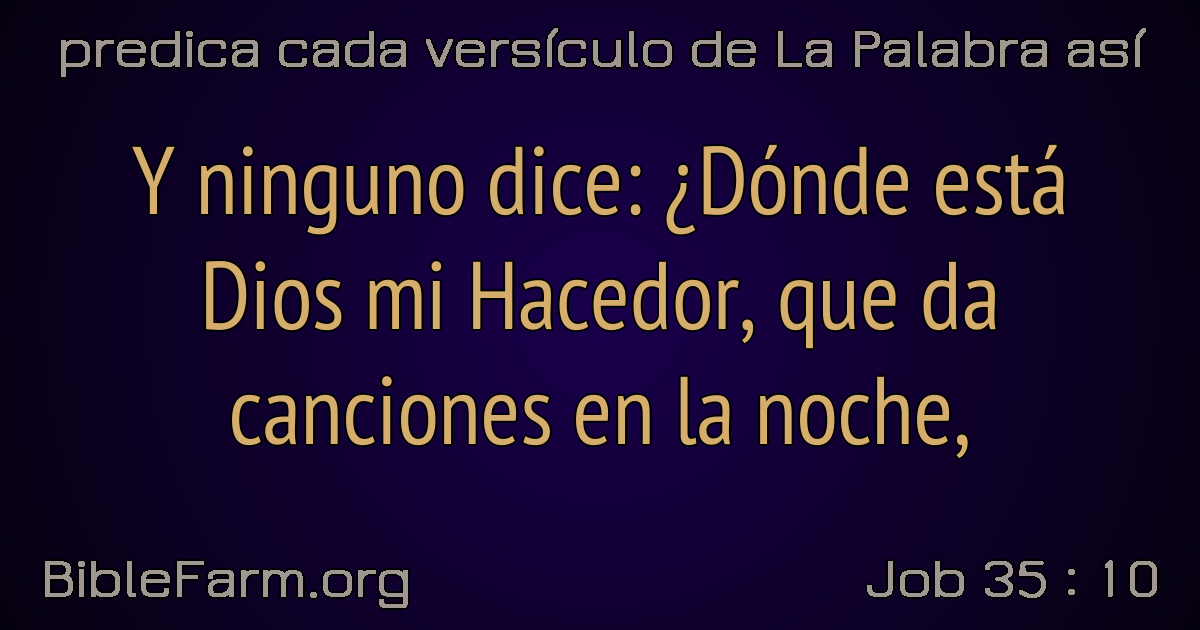 predica cada versículo de La Palabra así
Y ninguno dice: ¿Dónde está
Dios mi Hacedor, que da
canciones en la noche,
BibleFarm.org
Job 35 : 10